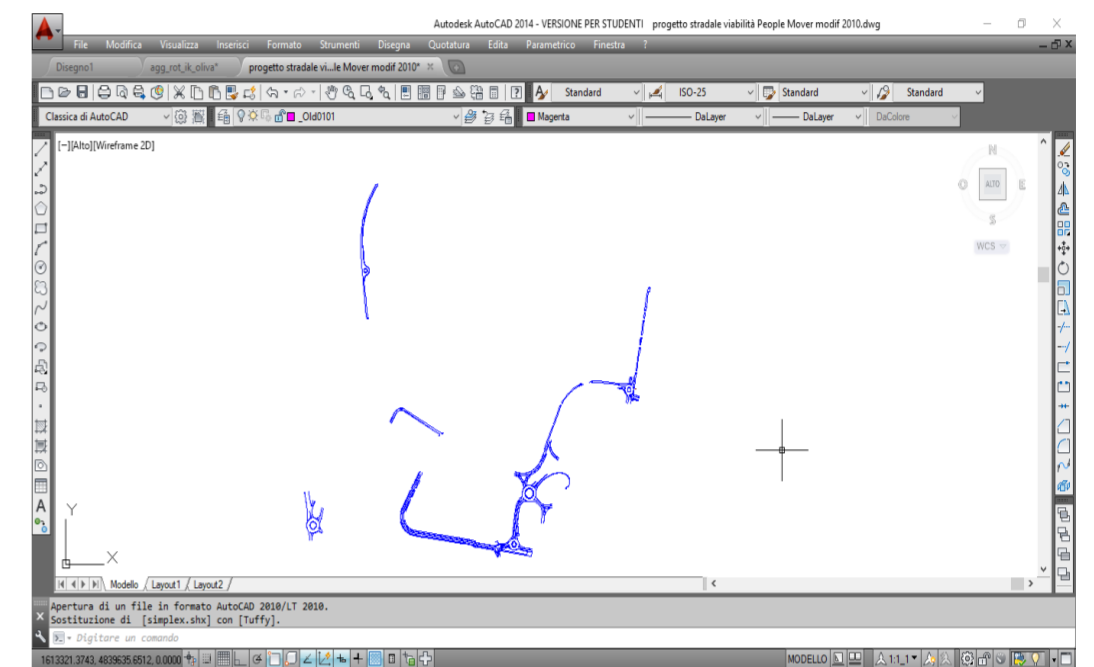 Autodesk AutoCAD 2014 - VERSIONE PER STUDENTI progetto stradale viabilità People Mover modif 2010.dwg
File Modifica Visualizza Inserisci Formato Strumenti Disegna Quotatura Edita Parametrico Finestra ?
Disegno1 agg_rot_ik_oliva* progetto stradale vi...le Mover modif 2010*
Standard ISO-25 Standard Standard
Classica di AutoCAD _Old0101 Magenta DaLayer DaLayer DaColore
[−][Alto][Wireframe 2D]
N
O ALTO E
S
WCS
Y
X
Modello Layout1 Layout2
Apertura di un file in formato AutoCAD 2010/LT 2010.
Sostituzione di [simplex.shx] con [Tuffy].
Digitare un comando
1613321.3743, 4839635.6512, 0.0000 MODELLO 1:1_1